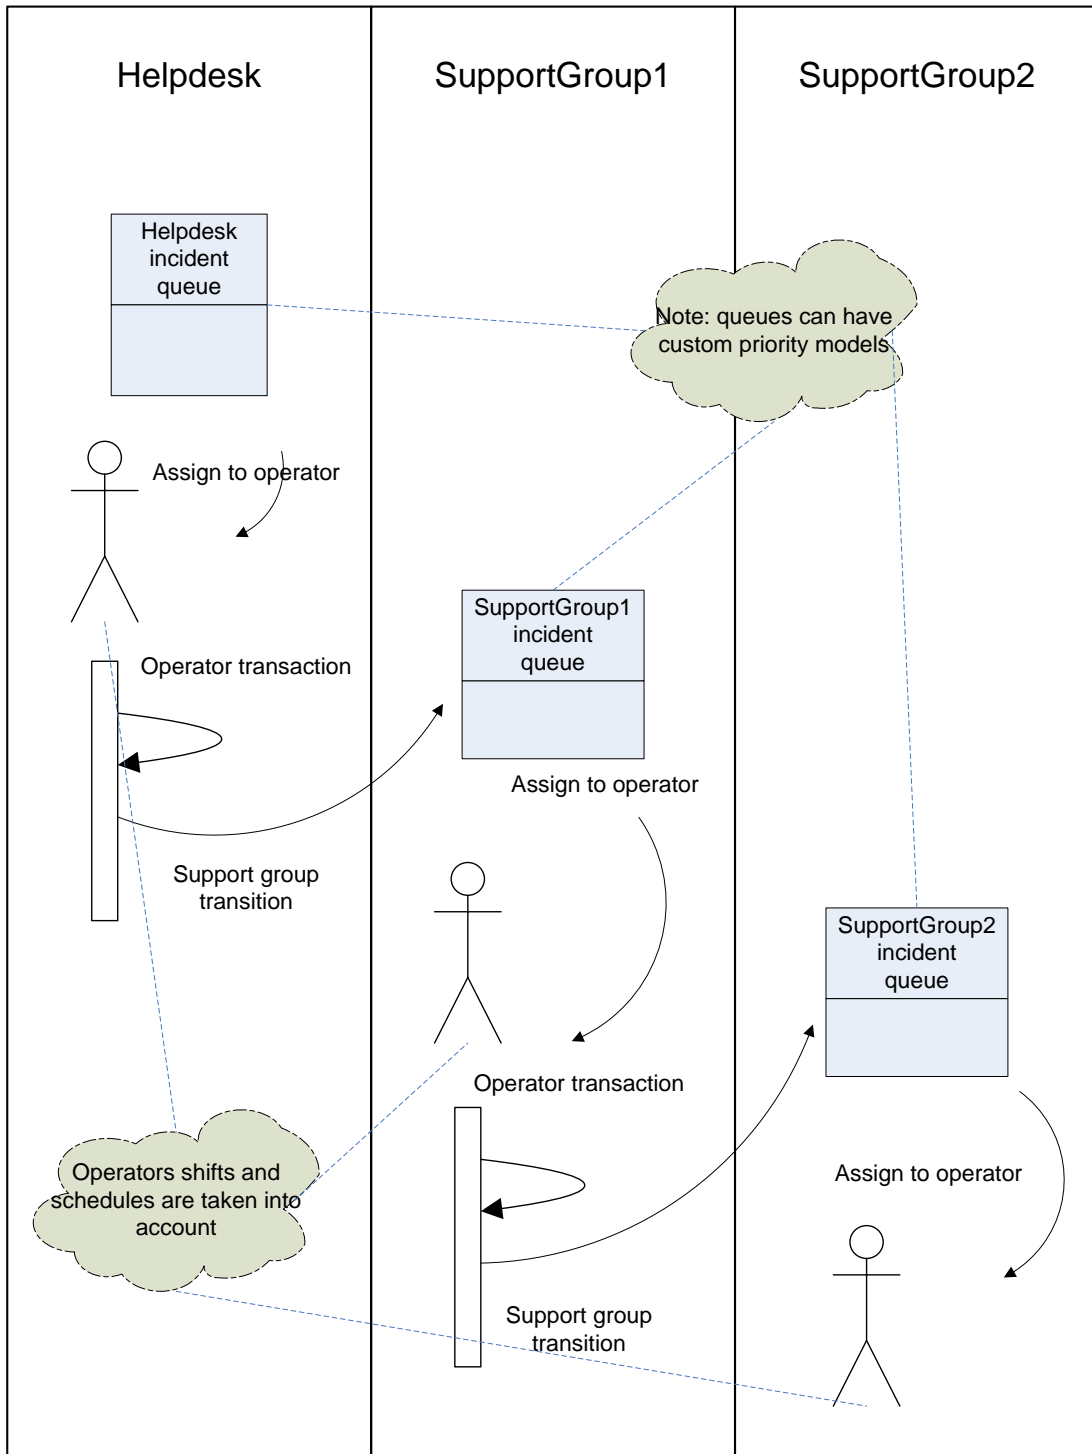 Helpdesk
SupportGroup1
SupportGroup2
Helpdesk
incident
queue
Note: queues can have
custom priority models
Assign to operator
SupportGroup1
incident
queue
Operator transaction
Assign to operator
Support group
transition
SupportGroup2
incident
queue
Operator transaction
Operators shifts and
schedules are taken into
account
Assign to operator
Support group
transition